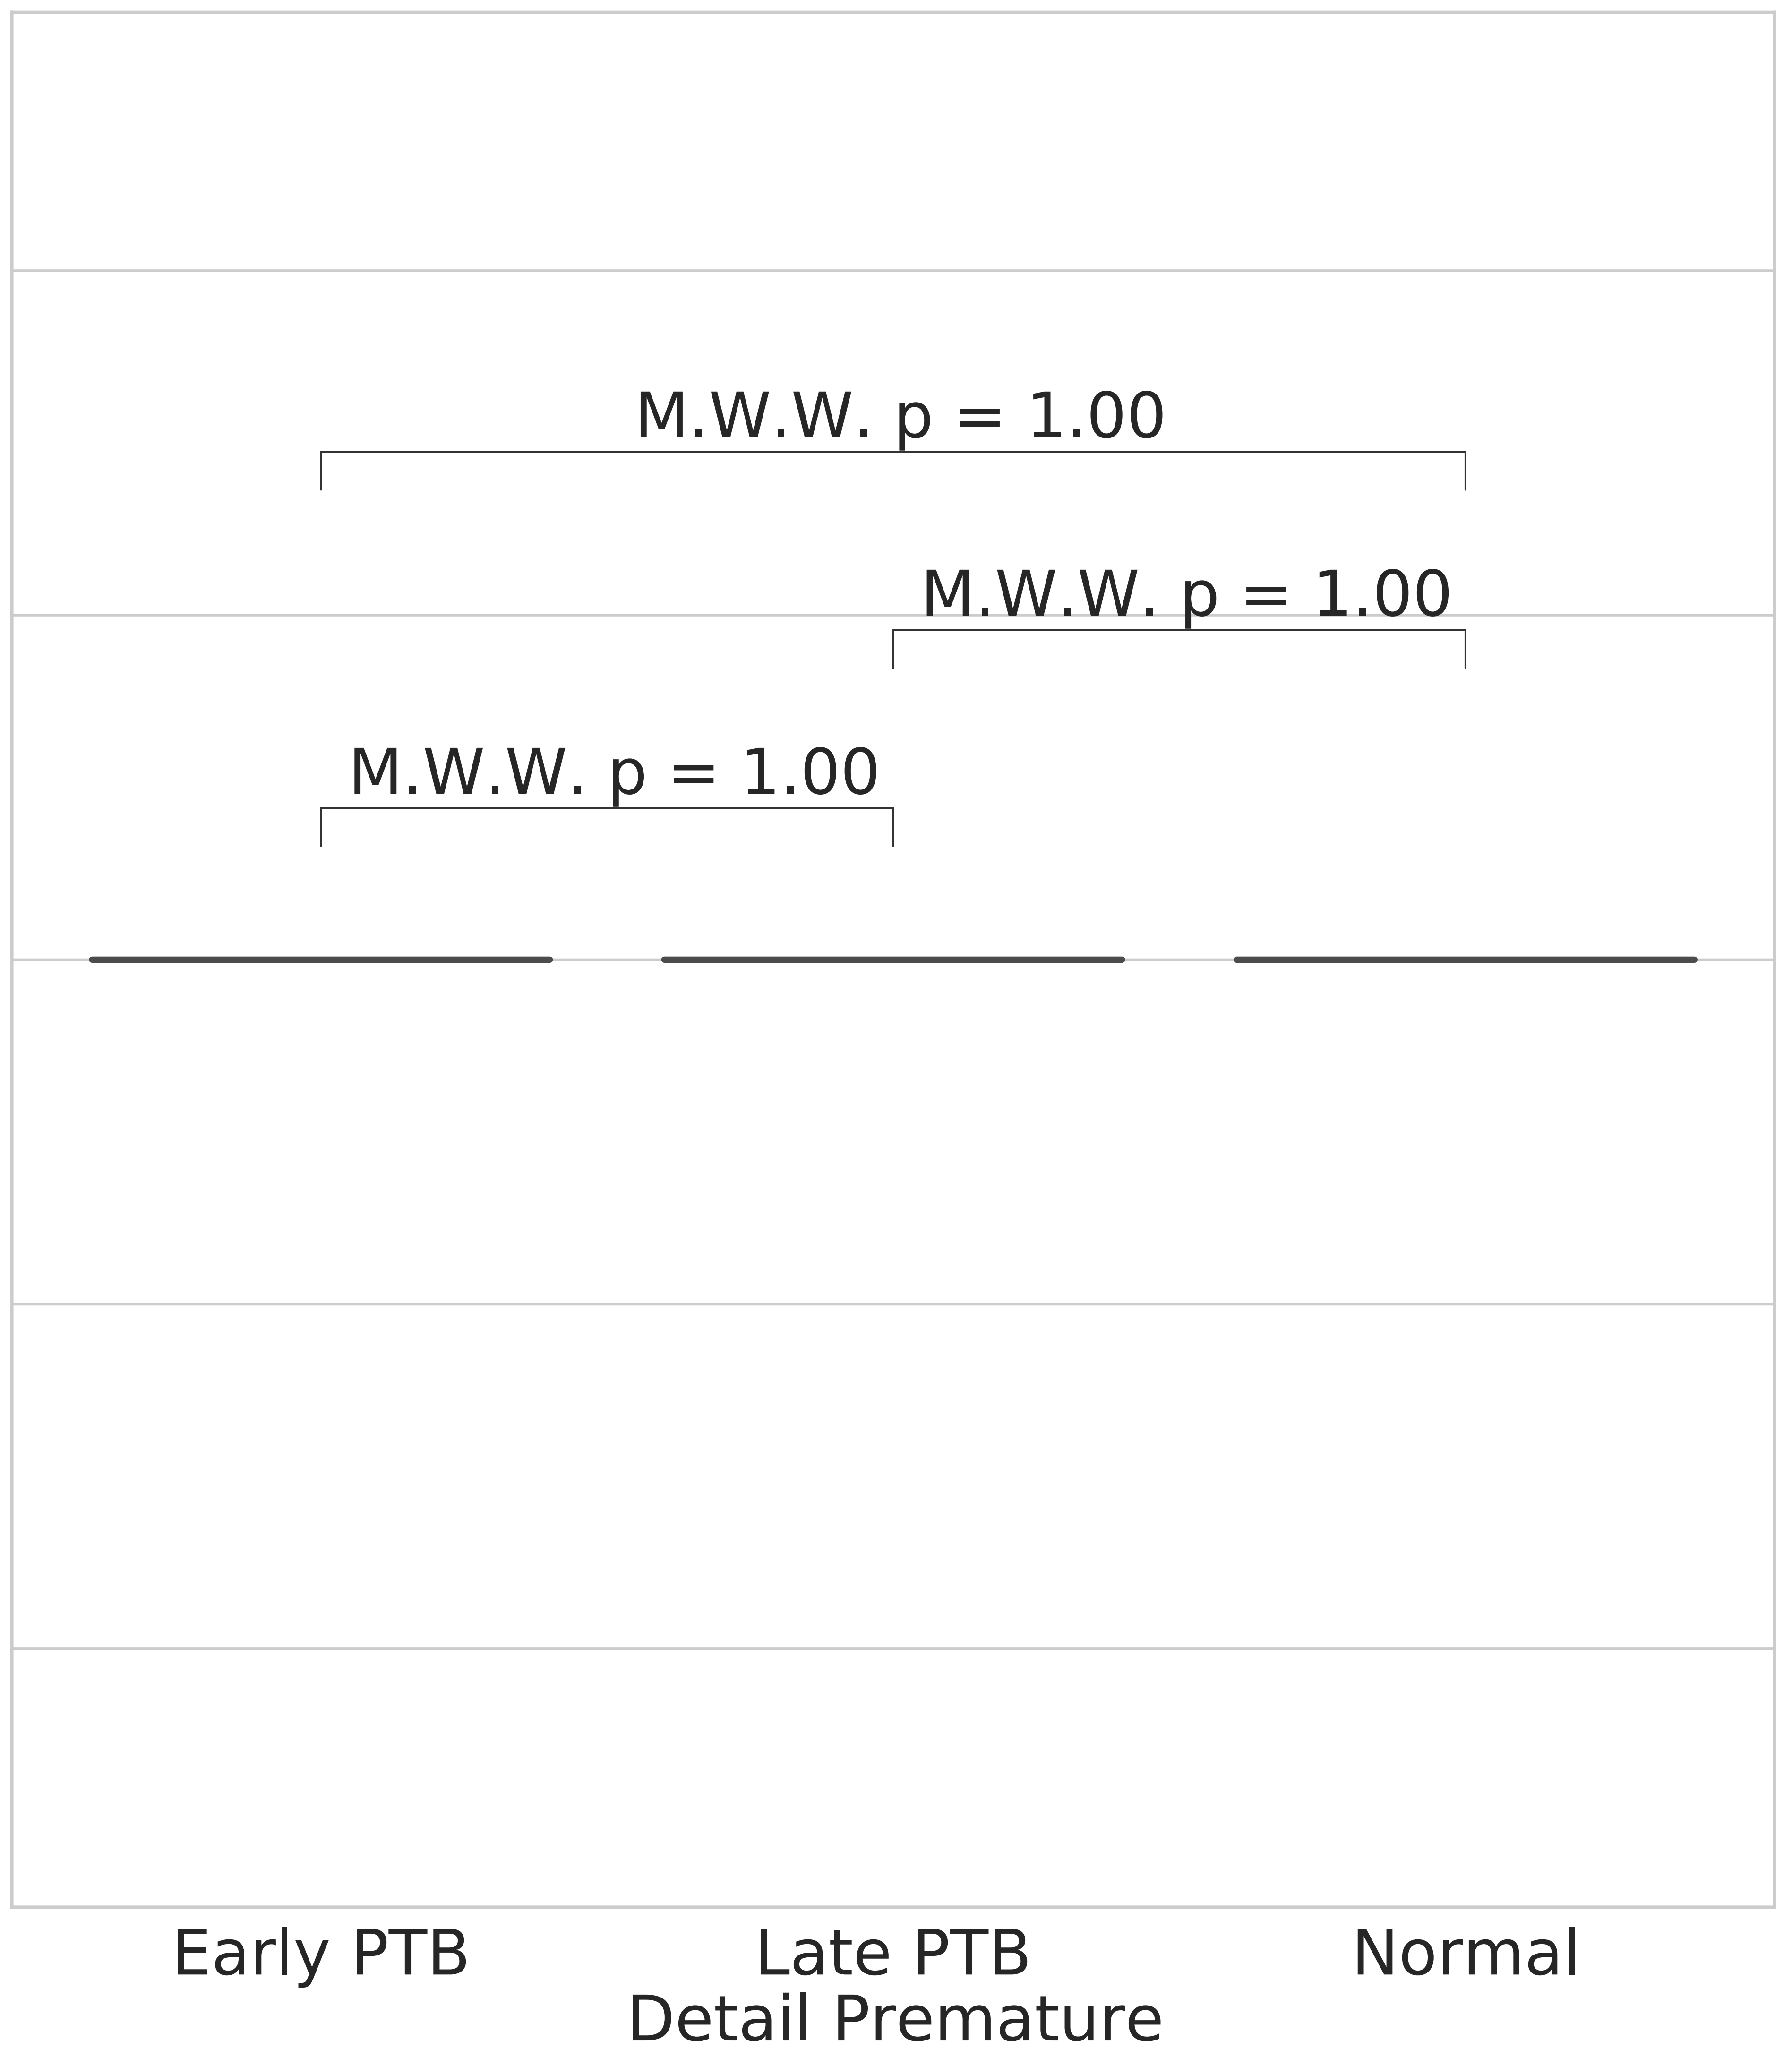 M.W.W. p = 1.00
M.W.W. p = 1.00
M.W.W. p = 1.00
Early PTB Late PTB Normal
Detail Premature